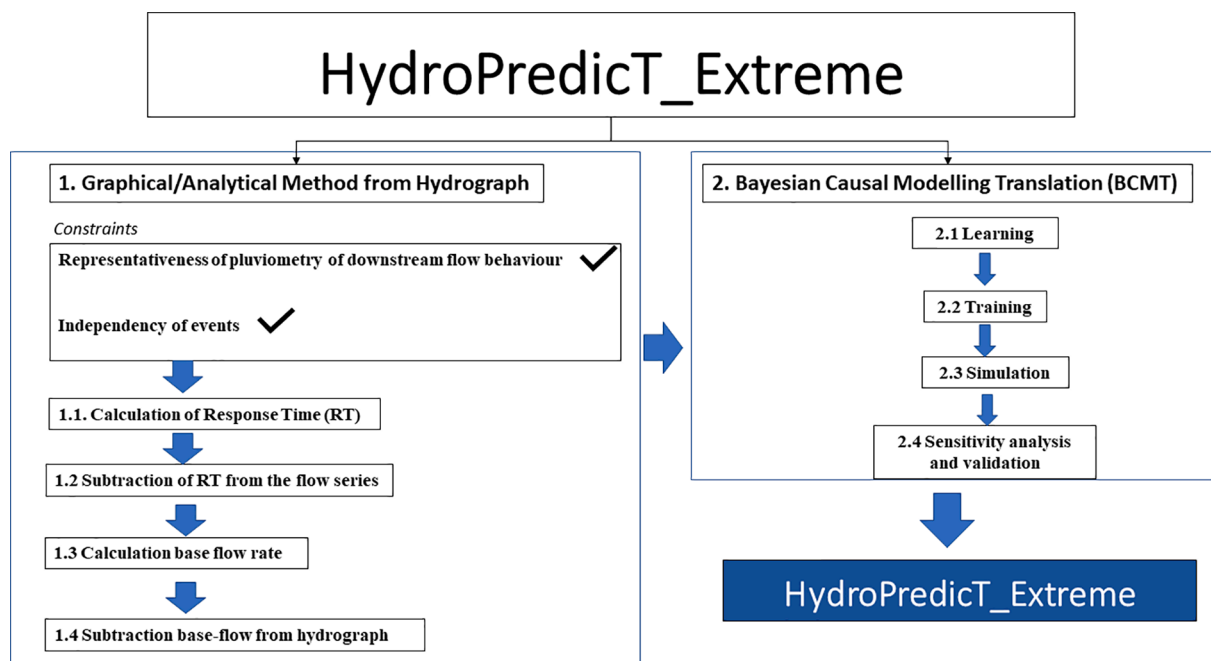 HydroPredicT_Extreme
1. Graphical/Analytical Method from Hydrograph
Constraints
Representativeness of pluviometry of downstream flow behaviour
Independency of events
1.1. Calculation of Response Time (RT)
1.2 Subtraction of RT from the flow series
1.3 Calculation base flow rate
1.4 Subtraction base-flow from hydrograph
2. Bayesian Causal Modelling Translation (BCMT)
2.1 Learning
2.2 Training
2.3 Simulation
2.4 Sensitivity analysis
and validation
HydroPredicT_Extreme